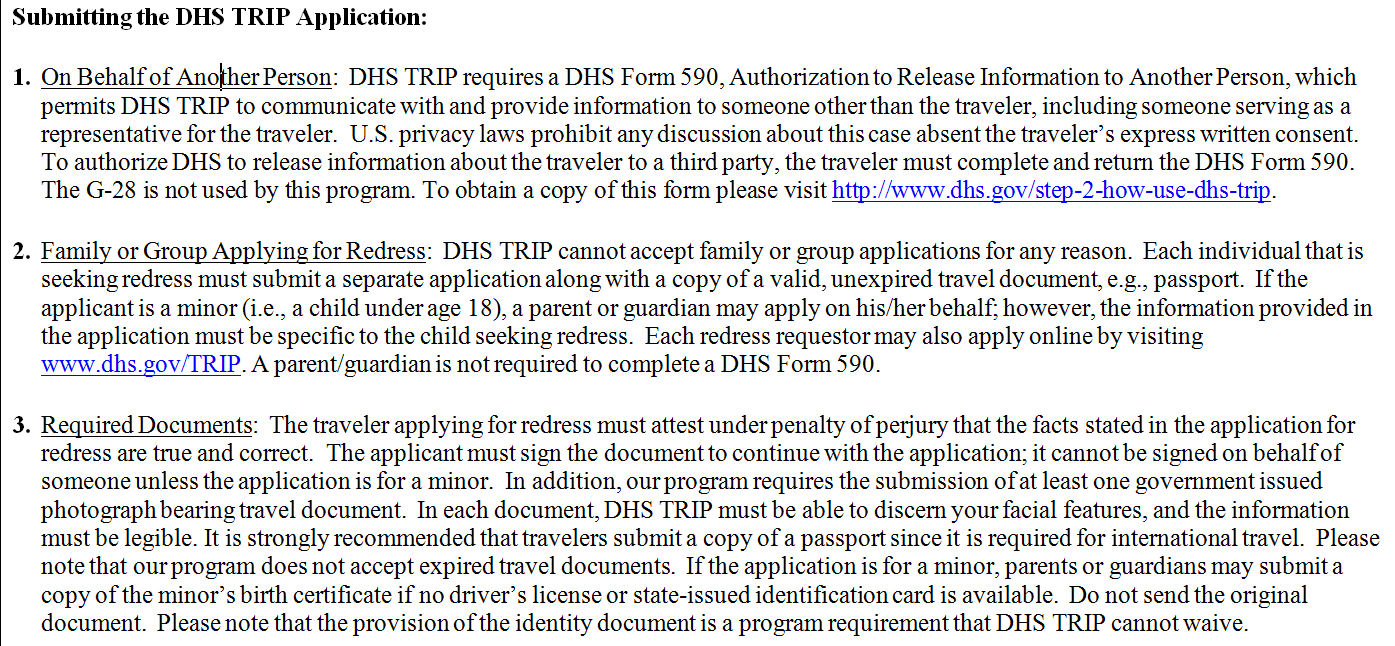 Submitting the DHS TRIP Application:
1. On Behalf of Another Person: DHS TRIP requires a DHS Form 590, Authorization to Release Information to Another Person, which
permits DHS TRIP to communicate with and provide information to someone other than the traveler, including someone serving as a
representative for the traveler. U.S. privacy laws prohibit any discussion about this case absent the traveler’s express written consent.
To authorize DHS to release information about the traveler to a third party, the traveler must complete and return the DHS Form 590.
The G-28 is not used by this program. To obtain a copy of this form please visit http://www.dhs.gov/step-2-how-use-dhs-trip.
2. Family or Group Applying for Redress: DHS TRIP cannot accept family or group applications for any reason. Each individual that is
seeking redress must submit a separate application along with a copy of a valid, unexpired travel document, e.g., passport. If the
applicant is a minor (i.e., a child under age 18), a parent or guardian may apply on his/her behalf; however, the information provided in
the application must be specific to the child seeking redress. Each redress requestor may also apply online by visiting
www.dhs.gov/TRIP. A parent/guardian is not required to complete a DHS Form 590.
3. Required Documents: The traveler applying for redress must attest under penalty of perjury that the facts stated in the application for
redress are true and correct. The applicant must sign the document to continue with the application; it cannot be signed on behalf of
someone unless the application is for a minor. In addition, our program requires the submission of at least one government issued
photograph bearing travel document. In each document, DHS TRIP must be able to discern your facial features, and the information
must be legible. It is strongly recommended that travelers submit a copy of a passport since it is required for international travel. Please
note that our program does not accept expired travel documents. If the application is for a minor, parents or guardians may submit a
copy of the minor’s birth certificate if no driver’s license or state-issued identification card is available. Do not send the original
document. Please note that the provision of the identity document is a program requirement that DHS TRIP cannot waive.